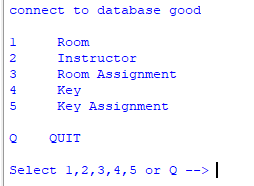 connect to database good
1 Room
2 Instructor
3 Room Assignment
4 Key
5 Key Assignment
Q QUIT
Select 1,2,3,4,5 or Q -->